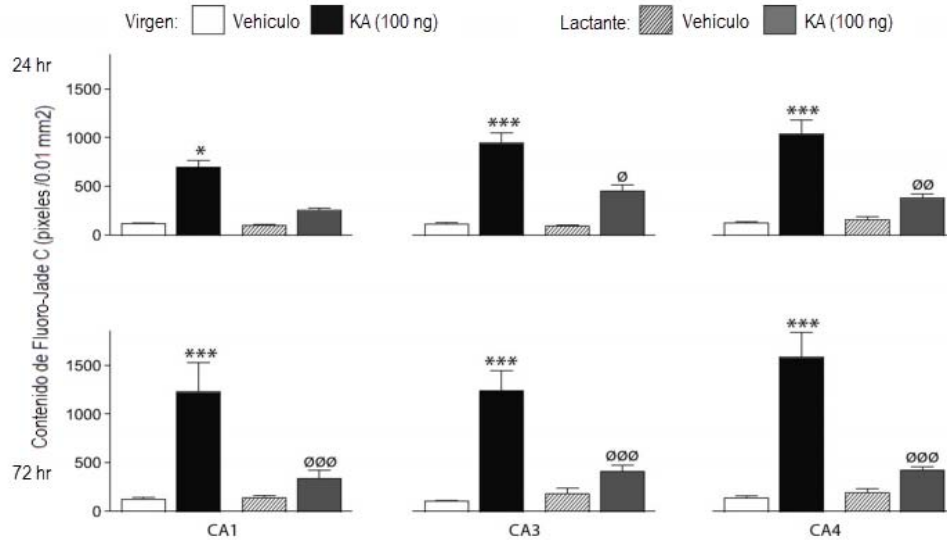 Virgen: Vehículo KA (100 ng) Lactante: Vehículo KA (100 ng)
24 hr
Contenido de Fluoro-Jade C (pixeles /0.01 mm2)
1500
1000
500
0
*
***
ø
***
øø
72 hr
1500
1000
500
0
***
øøø
***
øøø
***
øøø
CA1 CA3 CA4